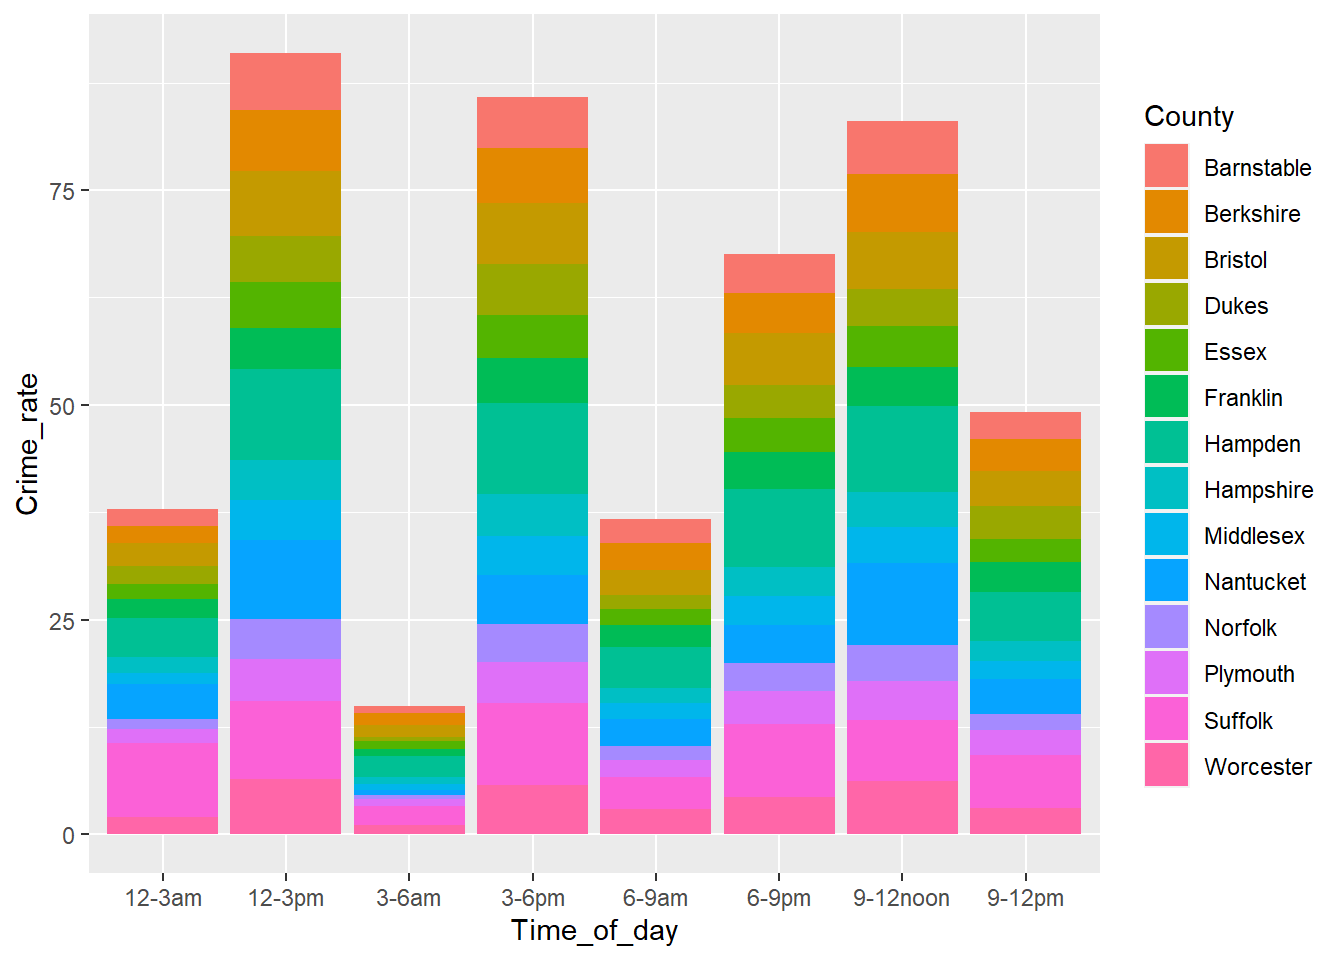 County
Barnstable
Berkshire
Bristol
Dukes
Essex
Franklin
Hampden
Hampshire
Middlesex
Nantucket
Norfolk
Plymouth
Suffolk
Worcester
Crime_rate
75
50
25
0
12-3am 12-3pm 3-6am 3-6pm 6-9am 6-9pm 9-12noon 9-12pm
Time_of_day